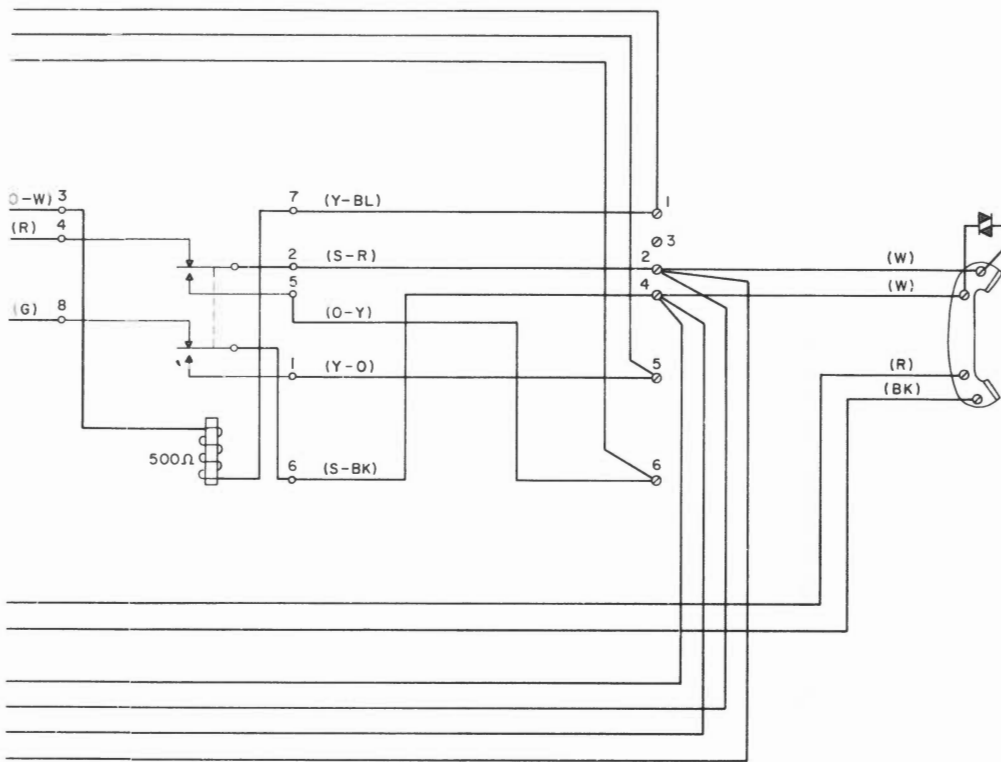 O-W) 3
7 (Y-BL)
1
(R) 4
3
2 (S-R)
2
(W)
5
4
(W)
(G) 8
(O-Y)
1 (Y-O)
5
(R)
(BK)
500Ω
6 (S-BK)
6